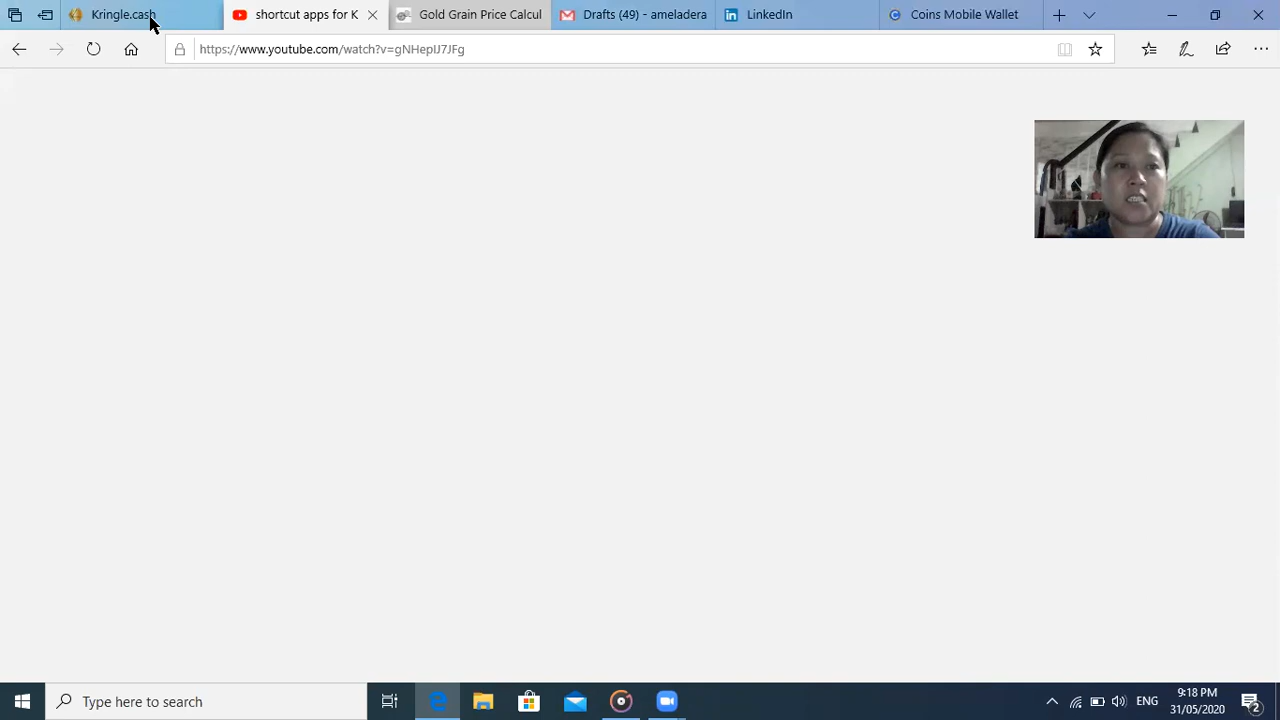 Kringle.cash
shortcut apps for K
Gold Grain Price Calcul
Drafts (49) - ameladera
LinkedIn
Coins Mobile Wallet
https://www.youtube.com/watch?v=gNHepIJ7JFg
Type here to search
ENG
9:18 PM
31/05/2020
2